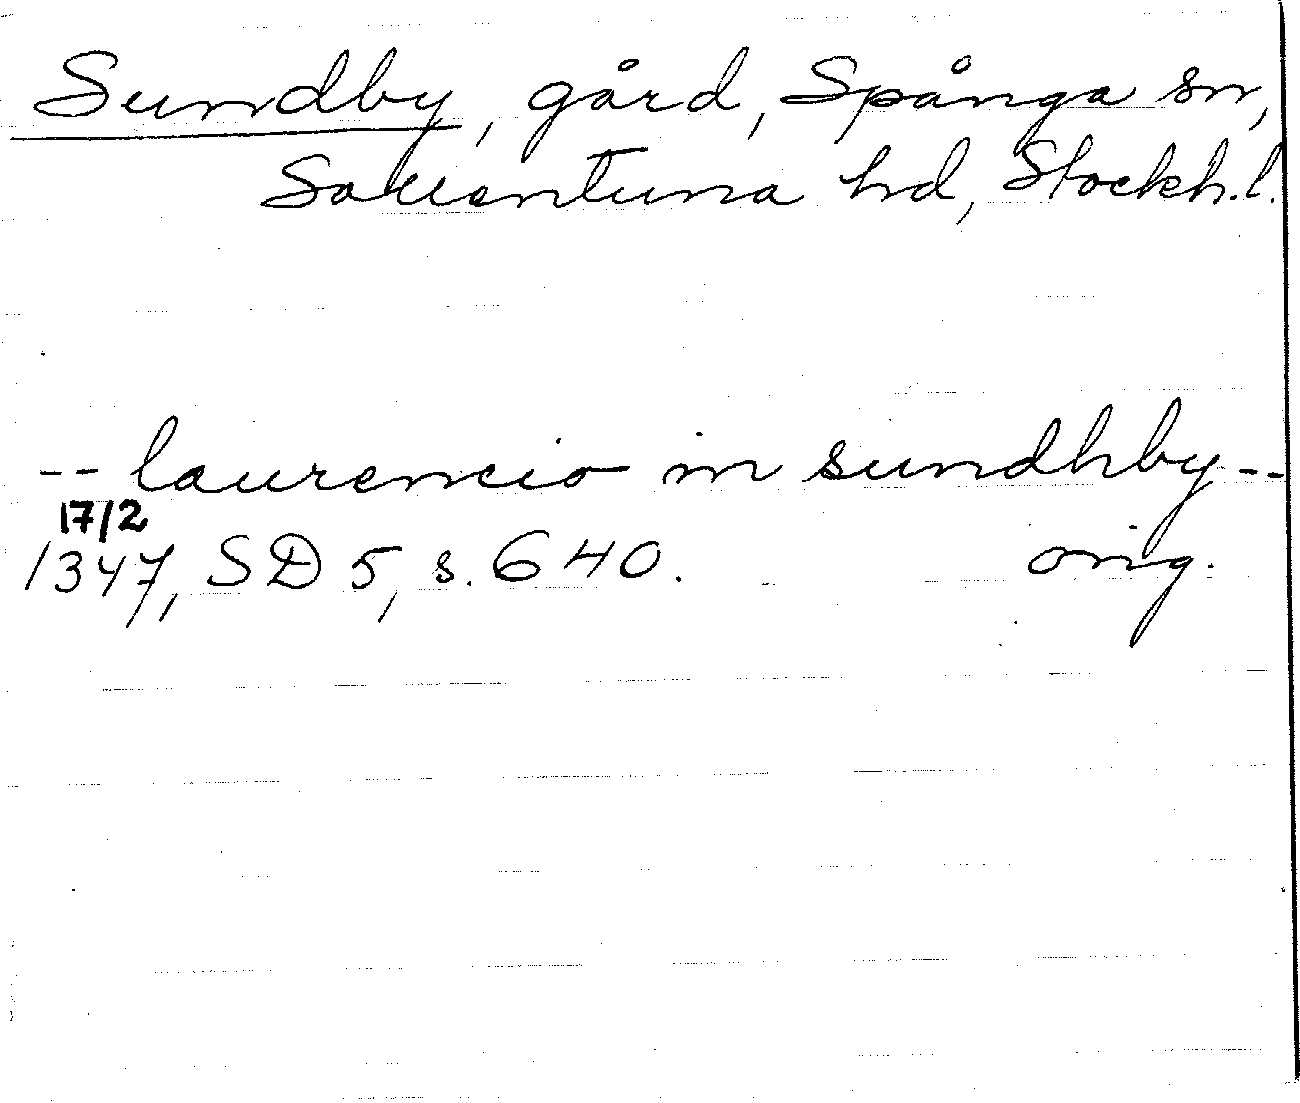 Sundby, gård, Spånga sn,
Sollentuna hd, Stockh.l.
-- laurencio in sundhby --
17/2
1347, SD 5, s. 640. orig.